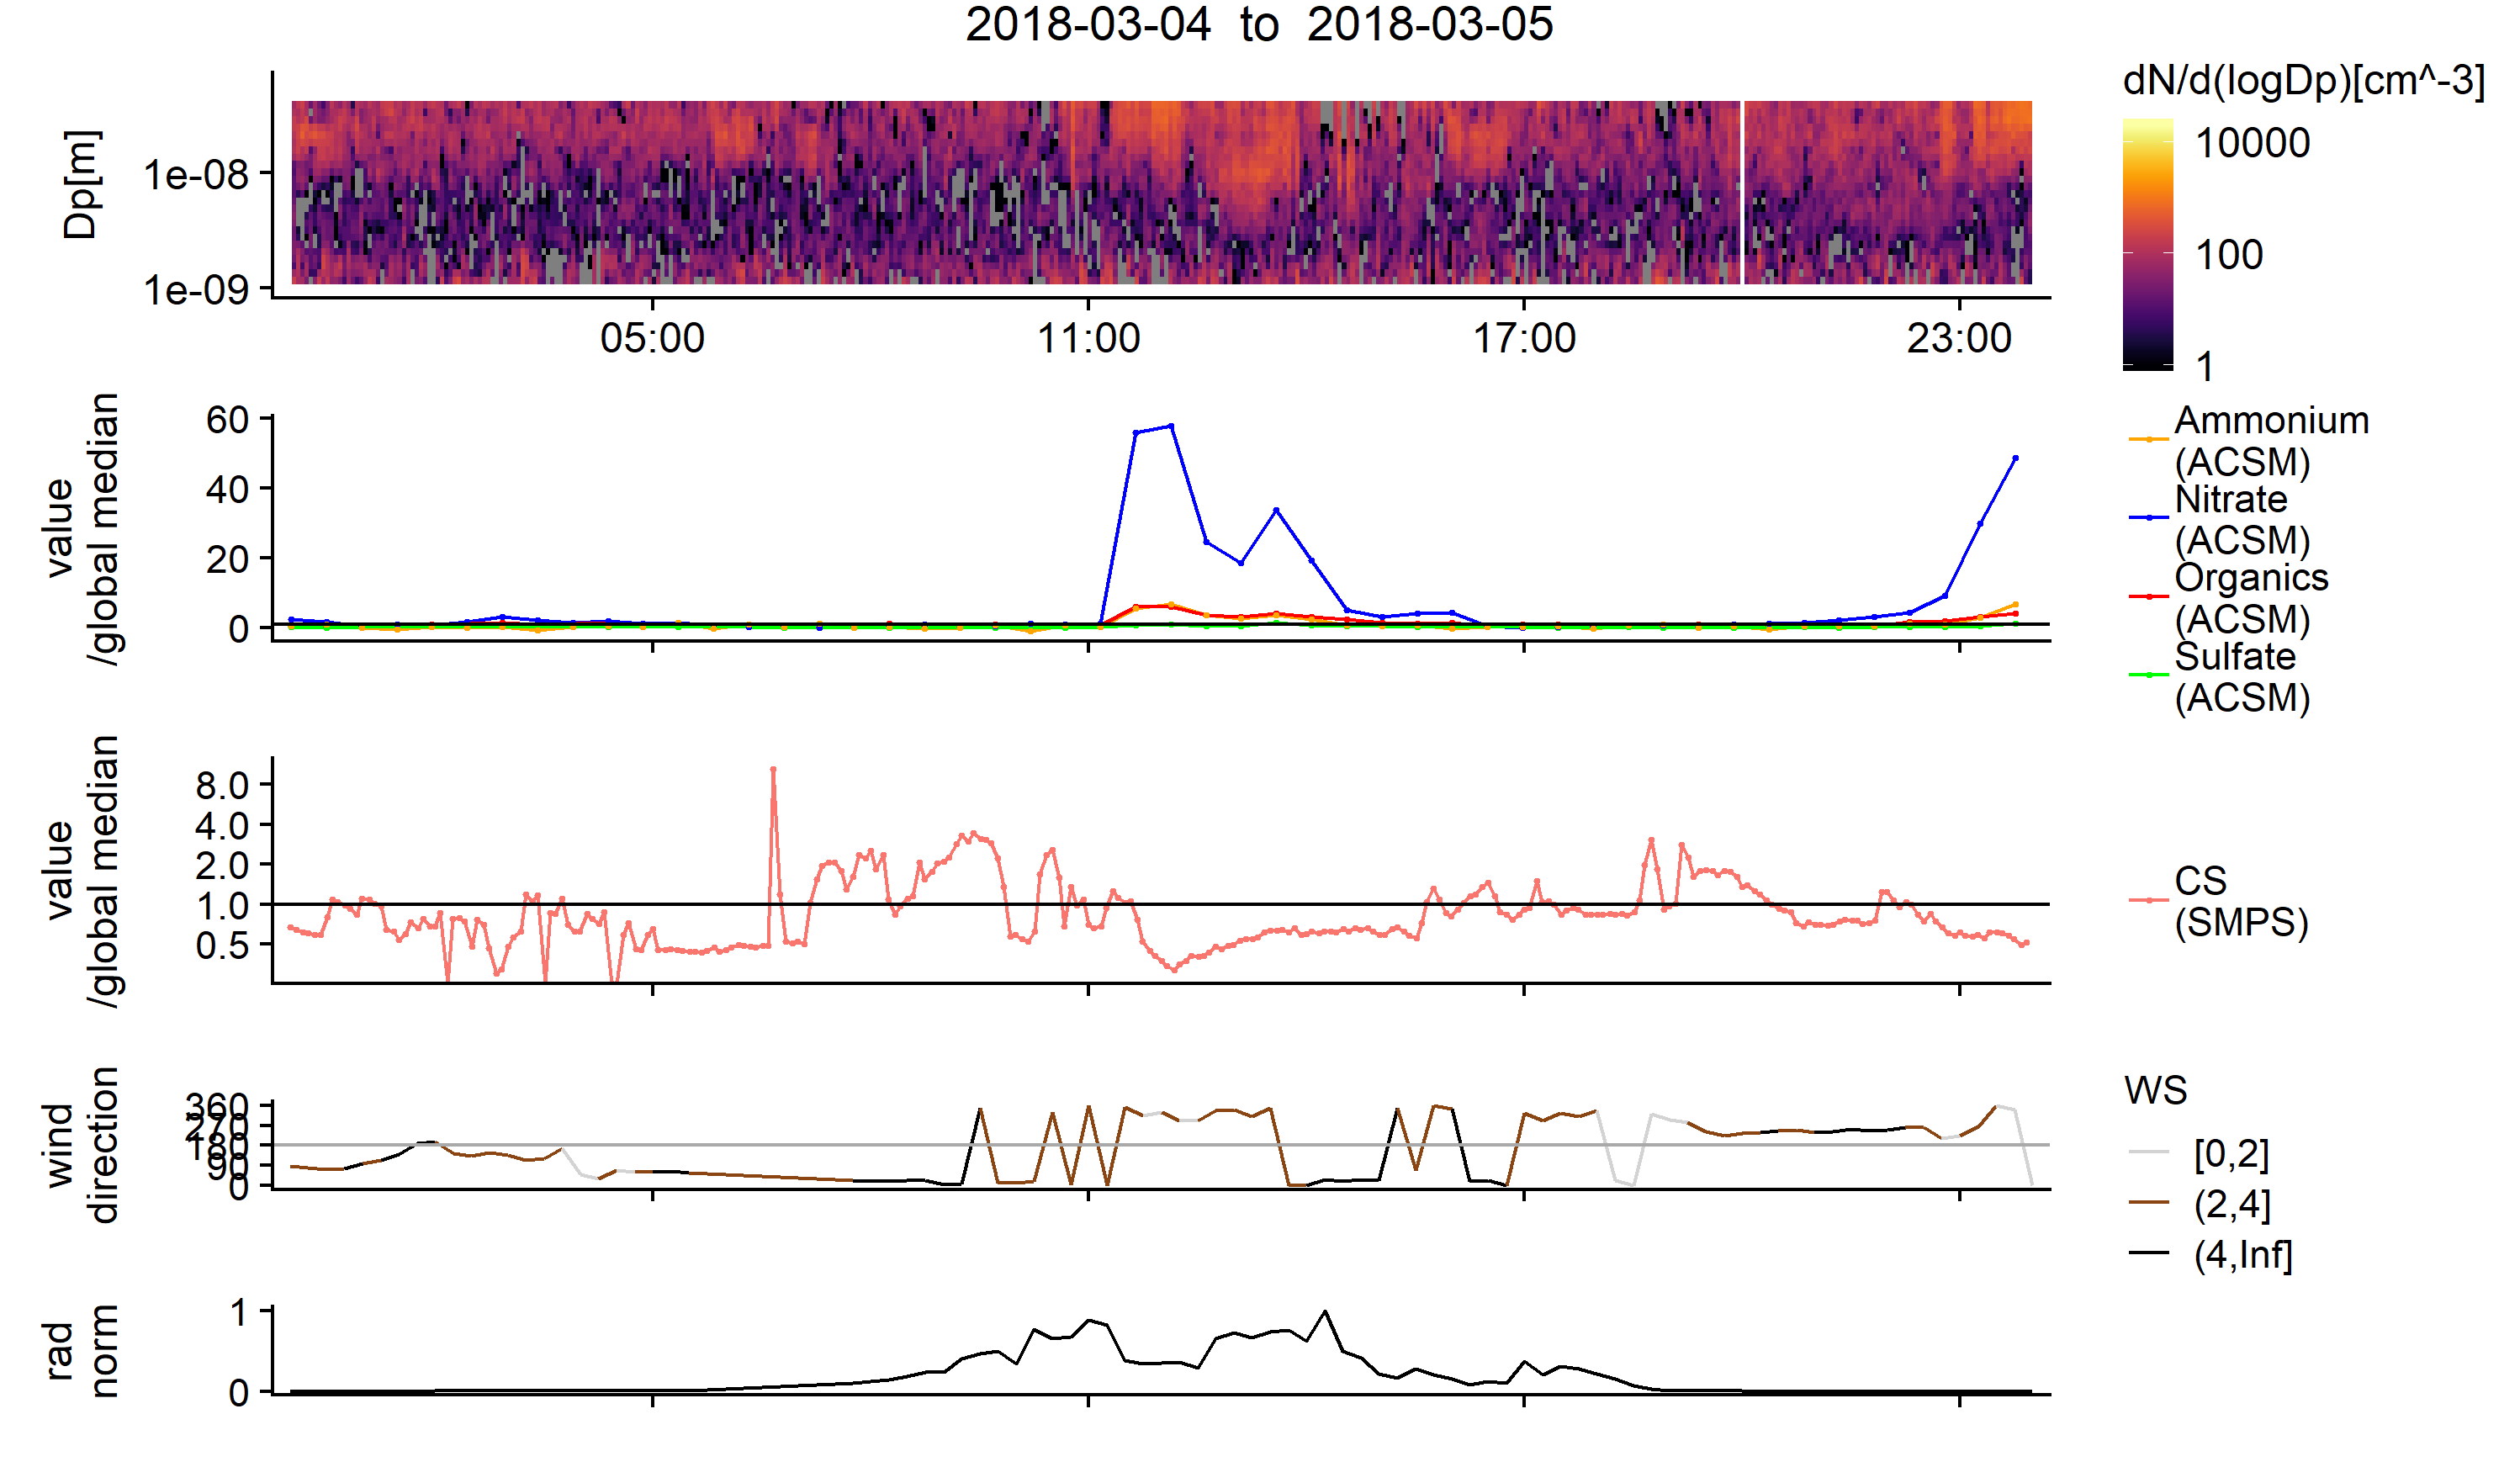 2018-03-04 to 2018-03-05
Dp[m]
1e-08
1e-09
05:00
11:00
17:00
23:00
dN/d(logDp)[cm^-3]
10000
100
1
value
/global median
60
40
20
0
Ammonium
(ACSM)
Nitrate
(ACSM)
Organics
(ACSM)
Sulfate
(ACSM)
value
/global median
8.0
4.0
2.0
1.0
0.5
CS
(SMPS)
wind
direction
360
270
180
90
0
WS
[0,2]
(2,4]
(4,Inf]
rad
norm
1
0